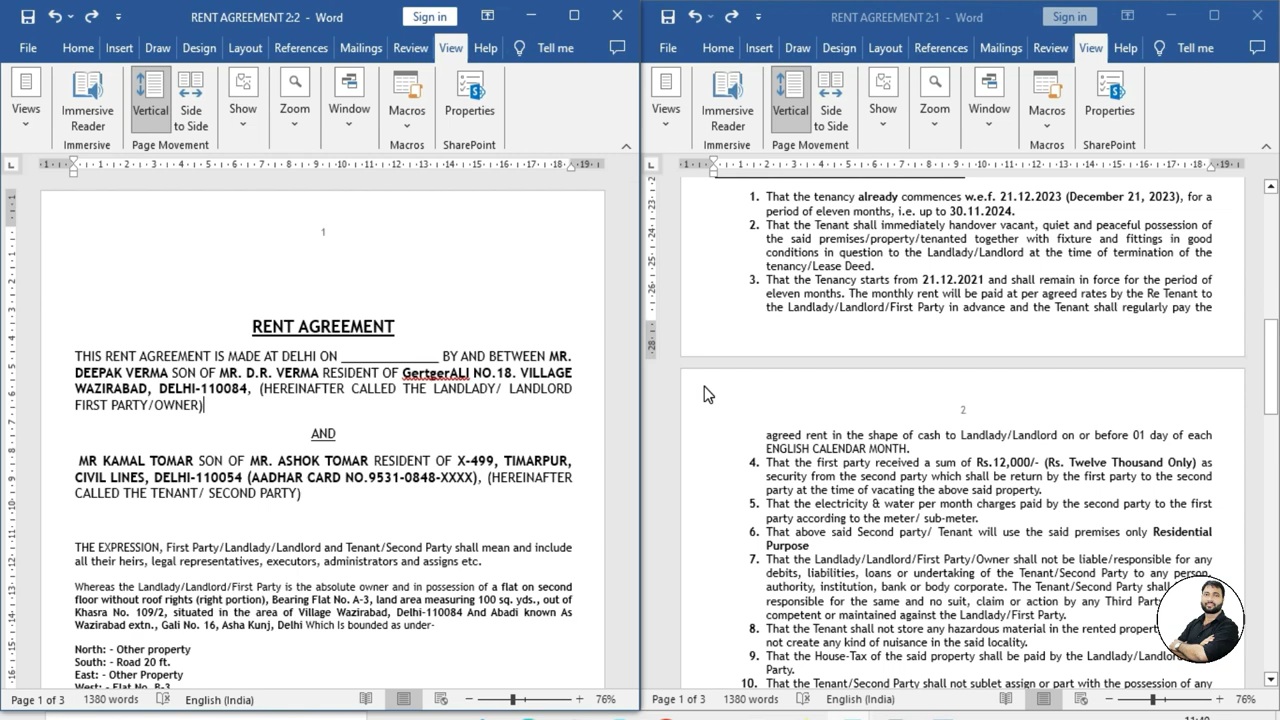 RENT AGREEMENT 2:2 - Word
Sign in
File Home Insert Draw Design Layout References Mailings Review View Help Tell me
Views
Immersive
Reader
Immersive
Vertical
Side
to Side
Page Movement
Show
Zoom
Window
Macros
Macros
Properties
SharePoint
1
RENT AGREEMENT
THIS RENT AGREEMENT IS MADE AT DELHI ON ______________ BY AND BETWEEN MR.
DEEPAK VERMA SON OF MR. D.R. VERMA RESIDENT OF GertgerALI NO.18. VILLAGE
WAZIRABAD, DELHI-110084, (HEREINAFTER CALLED THE LANDLADY/ LANDLORD
FIRST PARTY/OWNER)
AND
MR KAMAL TOMAR SON OF MR. ASHOK TOMAR RESIDENT OF X-499, TIMARPUR,
CIVIL LINES, DELHI-110054 (AADHAR CARD NO.9531-0848-XXXX), (HEREINAFTER
CALLED THE TENANT/ SECOND PARTY)
THE EXPRESSION, First Party/Landlady/Landlord and Tenant/Second Party shall mean and include
all their heirs, legal representatives, executors, administrators and assigns etc.
Whereas the Landlady/Landlord/First Party is the absolute owner and in possession of a flat on second
floor without roof rights (right portion), Bearing Flat No. A-3, land area measuring 100 sq. yds., out of
Khasra No. 109/2, situated in the area of Village Wazirabad, Delhi-110084 And Abadi known As
Wazirabad extn., Gali No. 16, Asha Kunj, Delhi Which is bounded as under-
North: - Other property
South: - Road 20 ft.
East: - Other Property
West: - Flat No. B-3
Page 1 of 3 1380 words English (India) 76%
RENT AGREEMENT 2:1 - Word
Sign in
File Home Insert Draw Design Layout References Mailings Review View Help Tell me
Views
Immersive
Reader
Immersive
Vertical
Side
to Side
Page Movement
Show
Zoom
Window
Macros
Macros
Properties
SharePoint
1. That the tenancy already commences w.e.f. 21.12.2023 (December 21, 2023), for a
period of eleven months, i.e. up to 30.11.2024.
2. That the Tenant shall immediately handover vacant, quiet and peaceful possession of
the said premises/property/tenanted together with fixture and fittings in good
conditions in question to the Landlady/Landlord at the time of termination of the
tenancy/Lease Deed.
3. That the Tenancy starts from 21.12.2021 and shall remain in force for the period of
eleven months. The monthly rent will be paid at per agreed rates by the Re Tenant to
the Landlady/Landlord/First Party in advance and the Tenant shall regularly pay the
2
agreed rent in the shape of cash to Landlady/Landlord on or before 01 day of each
ENGLISH CALENDAR MONTH.
4. That the first party received a sum of Rs.12,000/- (Rs. Twelve Thousand Only) as
security from the second party which shall be return by the first party to the second
party at the time of vacating the above said property.
5. That the electricity & water per month charges paid by the second party to the first
party according to the meter/ sub-meter.
6. That above said Second party/ Tenant will use the said premises only Residential
Purpose
7. That the Landlady/Landlord/First Party/Owner shall not be liable/responsible for any
debits, liabilities, loans or undertaking of the Tenant/Second Party to any person,
authority, institution, bank or body corporate. The Tenant/Second Party shall
responsible for the same and no suit, claim or action by any Third Party
competent or maintained against the Landlady/First Party.
8. That the Tenant shall not store any hazardous material in the rented property
not create any kind of nuisance in the said locality.
9. That the House-Tax of the said property shall be paid by the Landlady/Landlord
Party.
10. That the Tenant/Second Party shall not sublet assign or part with the possession of any
Page 1 of 3 1380 words English (India) 76%